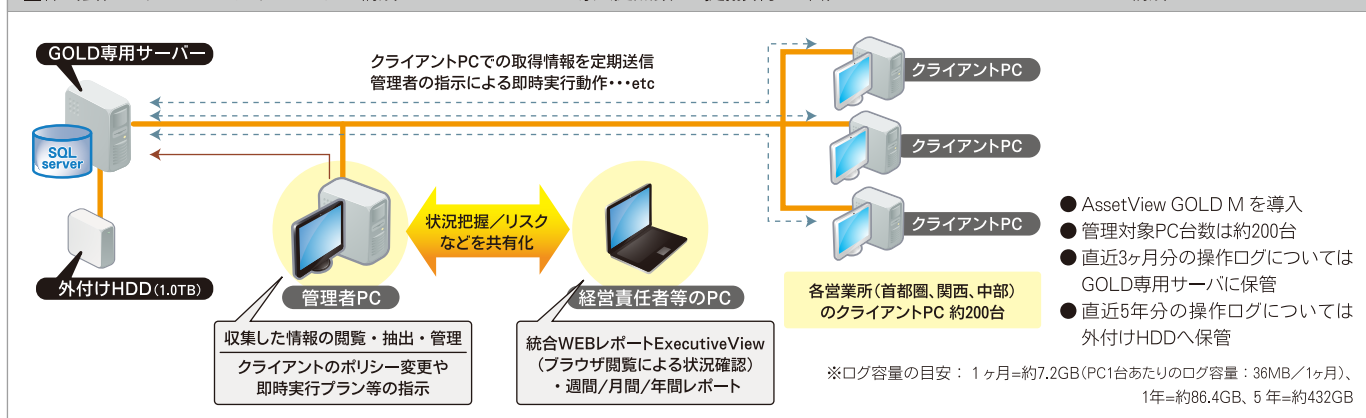 GOLD専用サーバー
SQL
server
外付けHDD(1.0TB)
クライアントPCでの取得情報を定期送信
管理者の指示による即時実行動作･･･etc
クライアントPC
クライアントPC
クライアントPC
状況把握／リスク
などを共有化
管理者PC
収集した情報の閲覧・抽出・管理
クライアントのポリシー変更や
即時実行プラン等の指示
経営責任者等のPC
統合WEBレポートExecutiveView
（ブラウザ閲覧による状況確認）
・週間/月間/年間レポート
各営業所（首都圏、関西、中部）
のクライアントPC 約200台
● AssetView GOLD M を導入
● 管理対象PC台数は約200台
● 直近3ヶ月分の操作ログについては
GOLD専用サーバに保管
● 直近5年分の操作ログについては
外付けHDDへ保管
※ログ容量の目安： 1ヶ月=約7.2GB(PC1台あたりのログ容量：36MB／1ヶ月)、
1年=約86.4GB、5年=約432GB